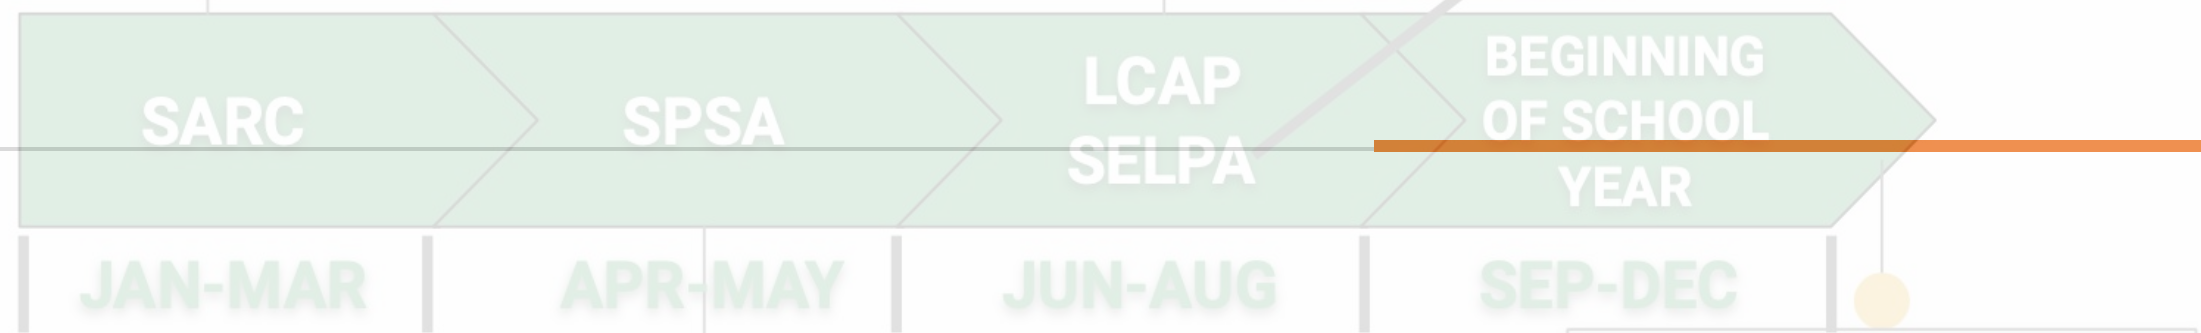 SARC
SPSA
LCAP
SELPA
BEGINNING
OF SCHOOL
YEAR
JAN-MAR
APR-MAY
JUN-AUG
SEP-DEC